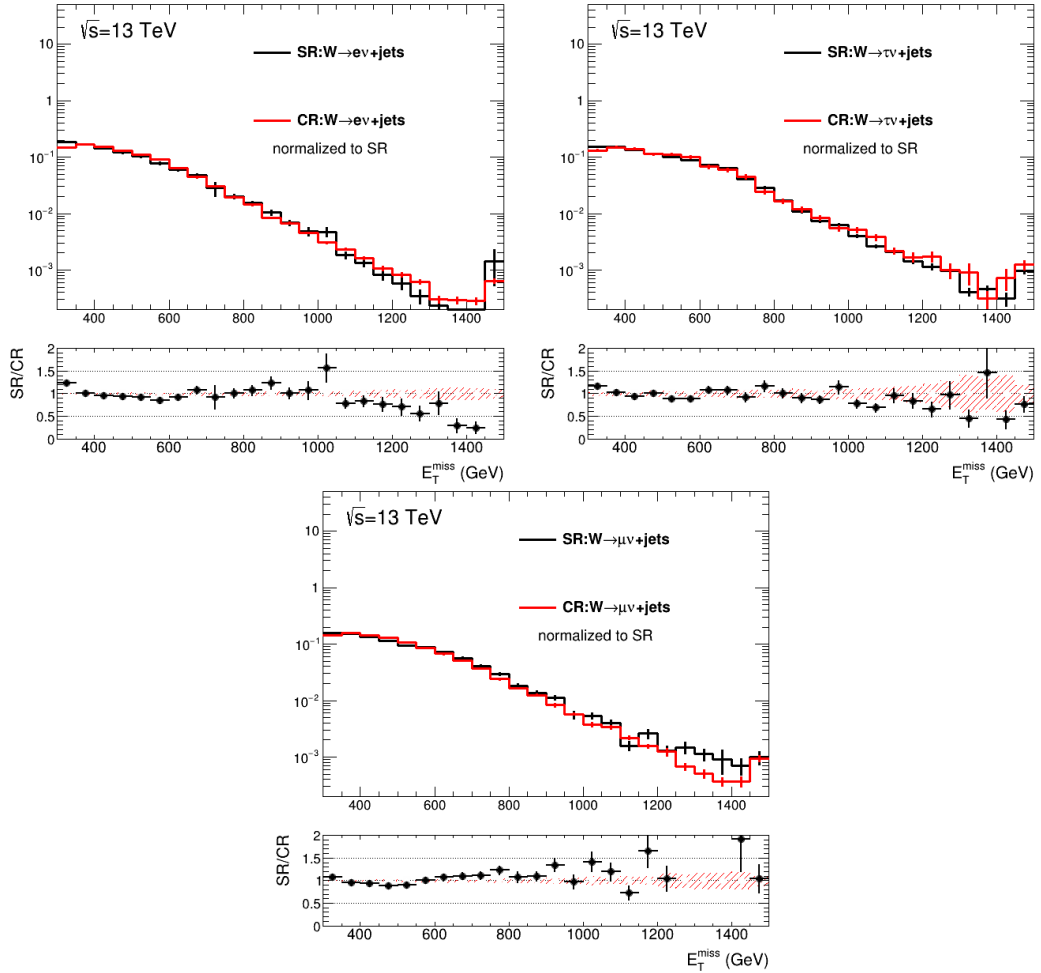 √s=13 TeV
SR:W→eν+jets
CR:W→eν+jets
normalized to SR
10
1
10⁻¹
10⁻²
10⁻³
400 600 800 1000 1200 1400
SR/CR
2
1.5
1
0.5
0
400 600 800 1000 1200 1400
E_T^miss (GeV)
√s=13 TeV
SR:W→τν+jets
CR:W→τν+jets
normalized to SR
10
1
10⁻¹
10⁻²
10⁻³
400 600 800 1000 1200 1400
SR/CR
2
1.5
1
0.5
0
400 600 800 1000 1200 1400
E_T^miss (GeV)
√s=13 TeV
SR:W→μν+jets
CR:W→μν+jets
normalized to SR
10
1
10⁻¹
10⁻²
10⁻³
400 600 800 1000 1200 1400
SR/CR
2
1.5
1
0.5
0
400 600 800 1000 1200 1400
E_T^miss (GeV)